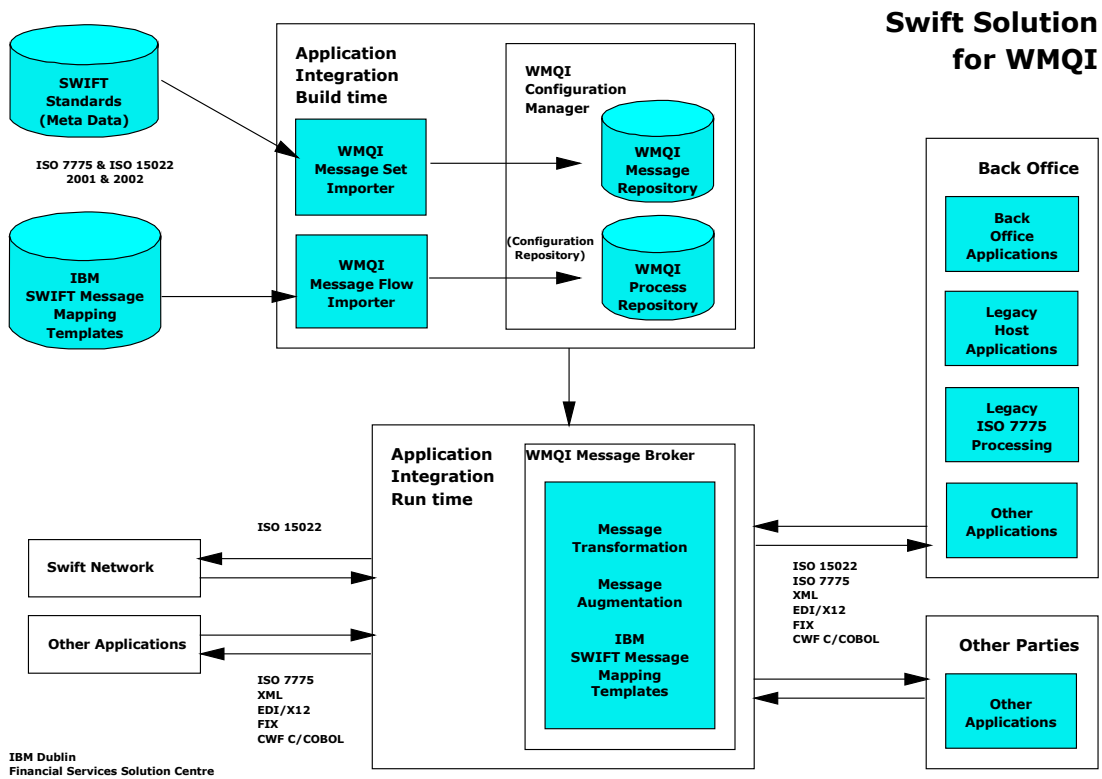 Swift Solution
for WMQI
SWIFT
Standards
(Meta Data)
ISO 7775 & ISO 15022
2001 & 2002
IBM
SWIFT Message
Mapping
Templates
Application
Integration
Build time
WMQI
Message Set
Importer
WMQI
Message Flow
Importer
WMQI
Configuration
Manager
WMQI
Message
Repository
(Configuration
Repository)
WMQI
Process
Repository
Back Office
Back
Office
Applications
Legacy
Host
Applications
Legacy
ISO 7775
Processing
Other
Applications
Application
Integration
Run time
WMQI Message Broker
Message
Transformation
Message
Augmentation
IBM
SWIFT Message
Mapping
Templates
ISO 15022
Swift Network
Other Applications
ISO 7775
XML
EDI/X12
FIX
CWF C/COBOL
ISO 15022
ISO 7775
XML
EDI/X12
FIX
CWF C/COBOL
Other Parties
Other
Applications
IBM Dublin
Financial Services Solution Centre